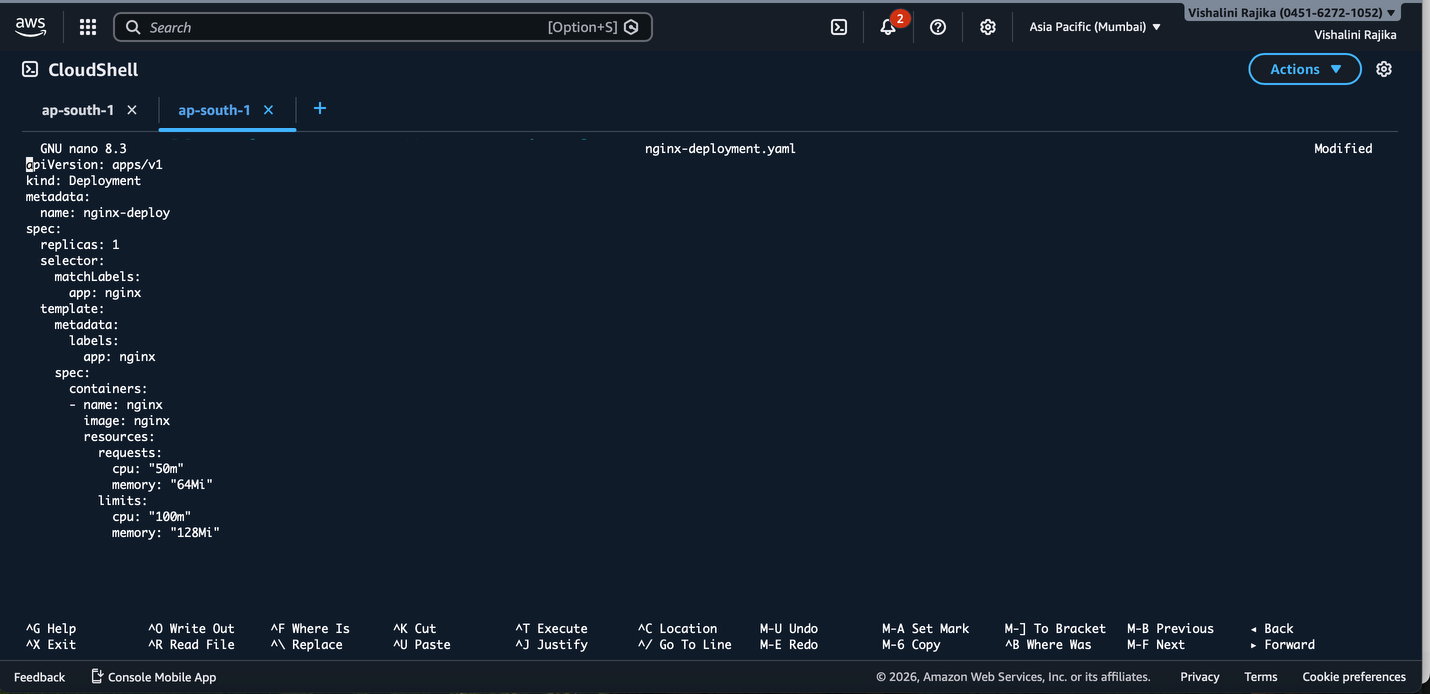 aws
Search [Option+S]
2
Asia Pacific (Mumbai) ▼
Vishalini Rajika (0451-6272-1052) ▼
Vishalini Rajika
CloudShell
Actions ▼
ap-south-1 ×
ap-south-1 ×
+
GNU nano 8.3 nginx-deployment.yaml Modified
apiVersion: apps/v1
kind: Deployment
metadata:
  name: nginx-deploy
spec:
  replicas: 1
  selector:
    matchLabels:
      app: nginx
  template:
    metadata:
      labels:
        app: nginx
    spec:
      containers:
      - name: nginx
        image: nginx
        resources:
          requests:
            cpu: "50m"
            memory: "64Mi"
          limits:
            cpu: "100m"
            memory: "128Mi"
^G Help ^O Write Out ^F Where Is ^K Cut ^T Execute ^C Location M-U Undo M-A Set Mark M-] To Bracket M-B Previous ◂ Back
^X Exit ^R Read File ^\ Replace ^U Paste ^J Justify ^/ Go To Line M-E Redo M-6 Copy ^B Where Was M-F Next ▸ Forward
Feedback Console Mobile App © 2026, Amazon Web Services, Inc. or its affiliates. Privacy Terms Cookie preferences